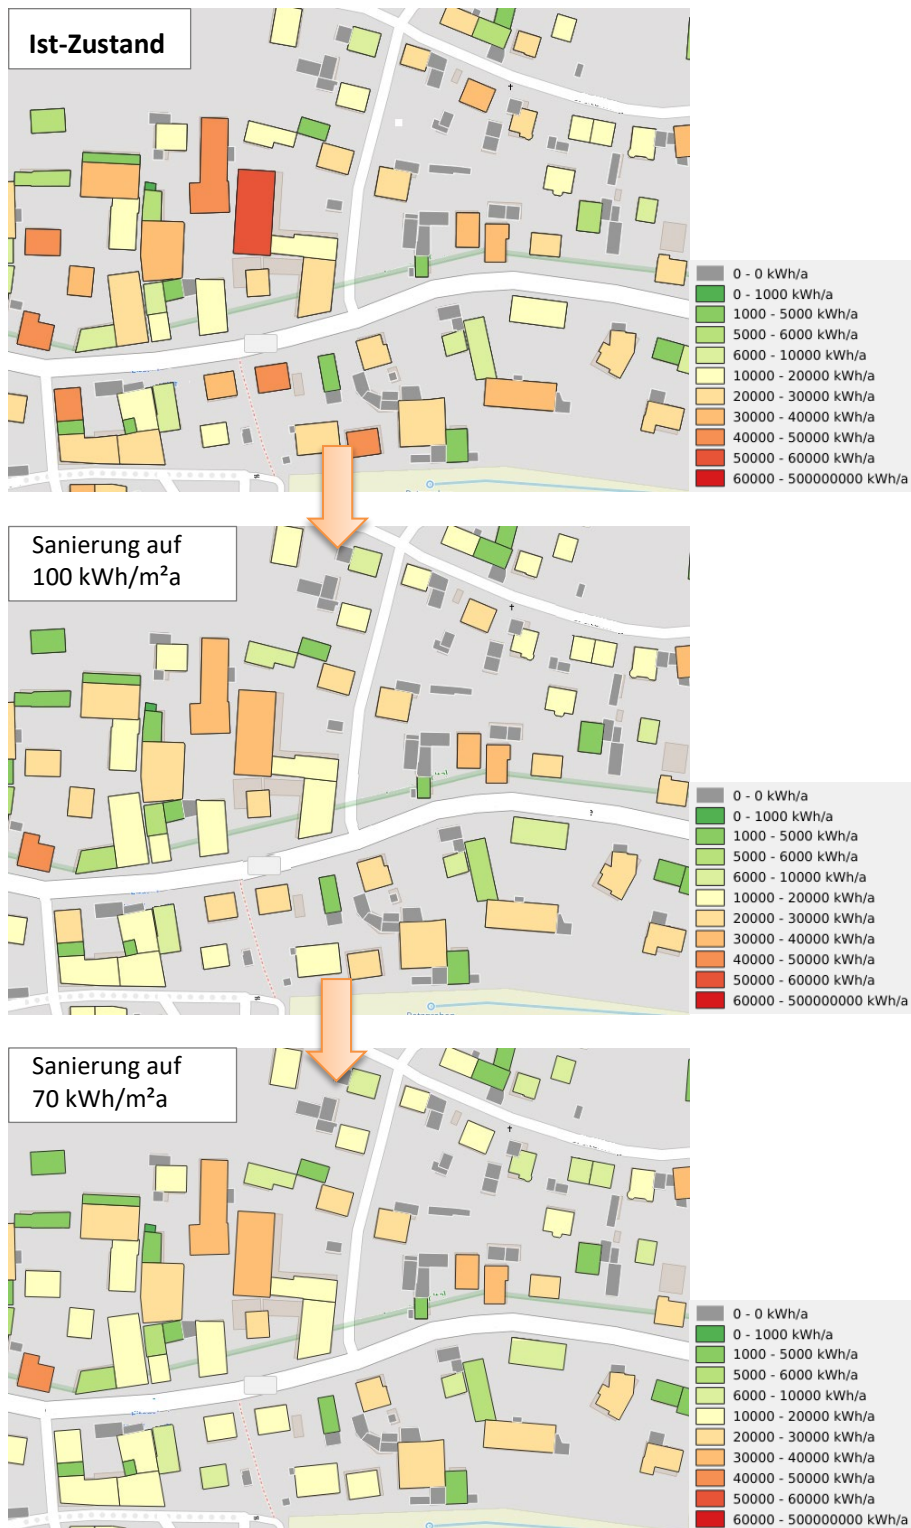 Ist-Zustand
0 - 0 kWh/a
0 - 1000 kWh/a
1000 - 5000 kWh/a
5000 - 6000 kWh/a
6000 - 10000 kWh/a
10000 - 20000 kWh/a
20000 - 30000 kWh/a
30000 - 40000 kWh/a
40000 - 50000 kWh/a
50000 - 60000 kWh/a
60000 - 500000000 kWh/a
Sanierung auf
100 kWh/m²a
0 - 0 kWh/a
0 - 1000 kWh/a
1000 - 5000 kWh/a
5000 - 6000 kWh/a
6000 - 10000 kWh/a
10000 - 20000 kWh/a
20000 - 30000 kWh/a
30000 - 40000 kWh/a
40000 - 50000 kWh/a
50000 - 60000 kWh/a
60000 - 500000000 kWh/a
Sanierung auf
70 kWh/m²a
0 - 0 kWh/a
0 - 1000 kWh/a
1000 - 5000 kWh/a
5000 - 6000 kWh/a
6000 - 10000 kWh/a
10000 - 20000 kWh/a
20000 - 30000 kWh/a
30000 - 40000 kWh/a
40000 - 50000 kWh/a
50000 - 60000 kWh/a
60000 - 500000000 kWh/a